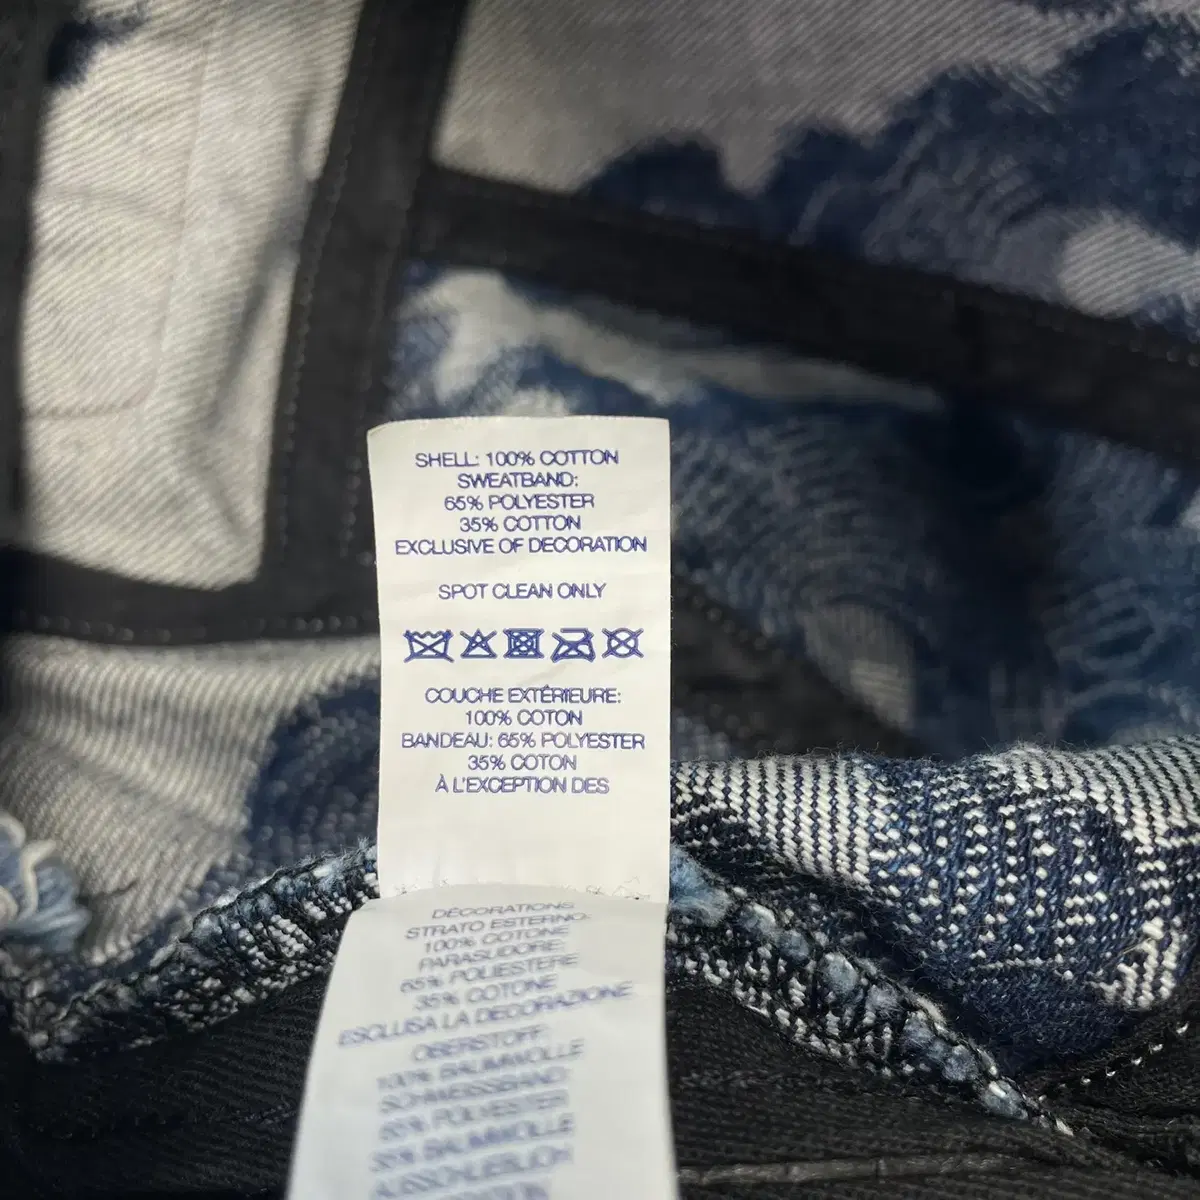 SHELL: 100% COTTON
SWEATBAND:
65% POLYESTER
35% COTTON
EXCLUSIVE OF DECORATION
SPOT CLEAN ONLY
COUCHE EXTÉRIEURE:
100% COTON
BANDEAU: 65% POLYESTER
35% COTON
À L'EXCEPTION DES
DÉCORATIONS
STRATO ESTERNO:
100% COTONE
PARASUDORE:
65% POLIESTERE
35% COTONE
ESCLUSA LA DECORAZIONE
OBERSTOFF:
100% BAUMWOLLE
SCHWEISSBAND:
65% POLYESTER
35% BAUMWOLLE
AUSSCHLIEBLICH